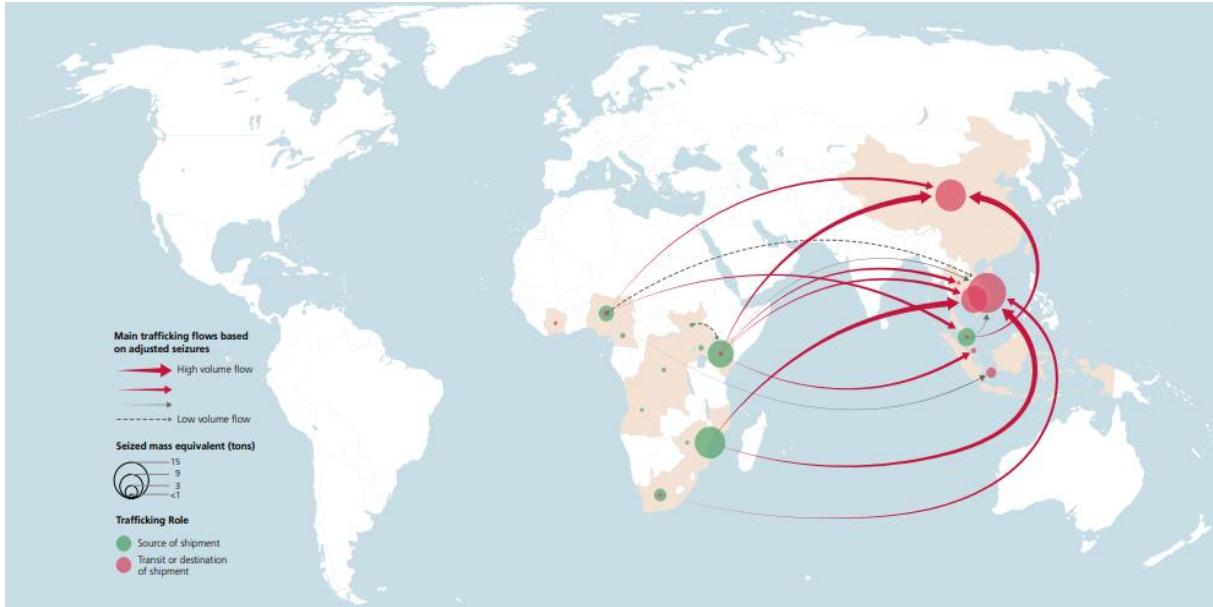 Main trafficking flows based
on adjusted seizures
High volume flow
Low volume flow
Seized mass equivalent (tons)
15
9
3
<1
Trafficking Role
Source of shipment
Transit or destination
of shipment